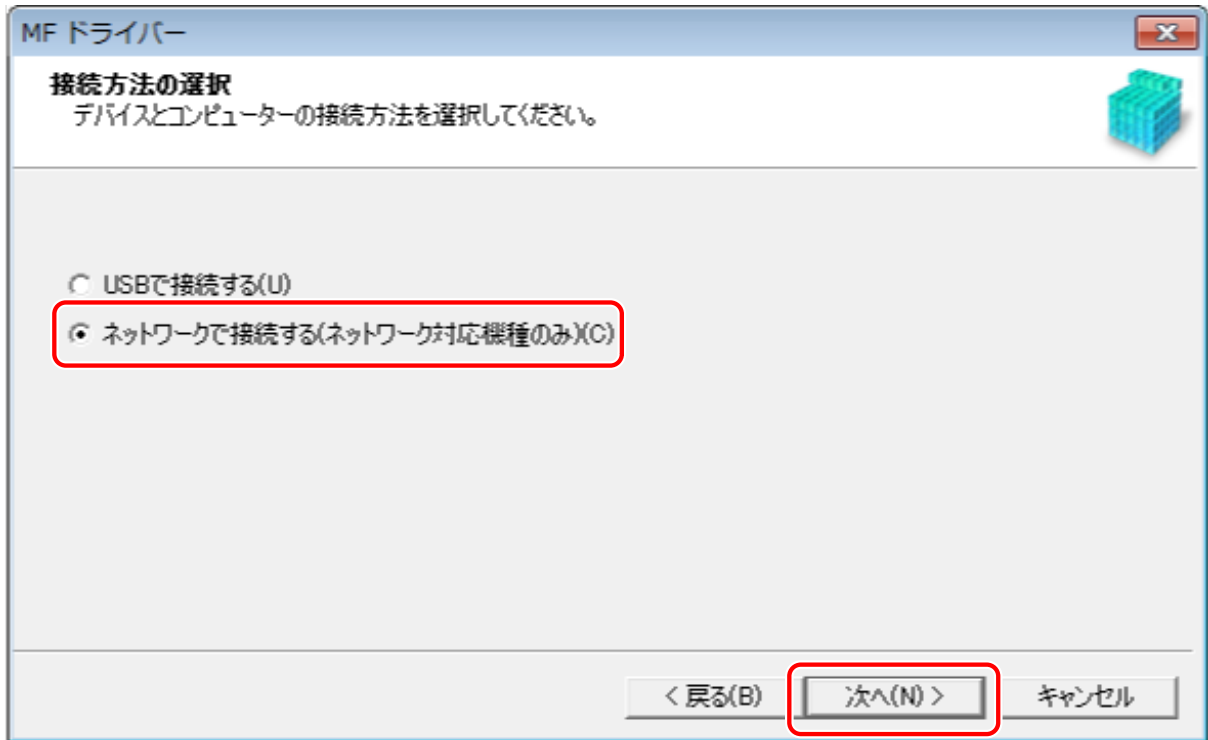 MF ドライバー
接続方法の選択
デバイスとコンピューターの接続方法を選択してください。
USBで接続する(U)
ネットワークで接続する(ネットワーク対応機種のみ)(C)
< 戻る(B)
次へ(N) >
キャンセル